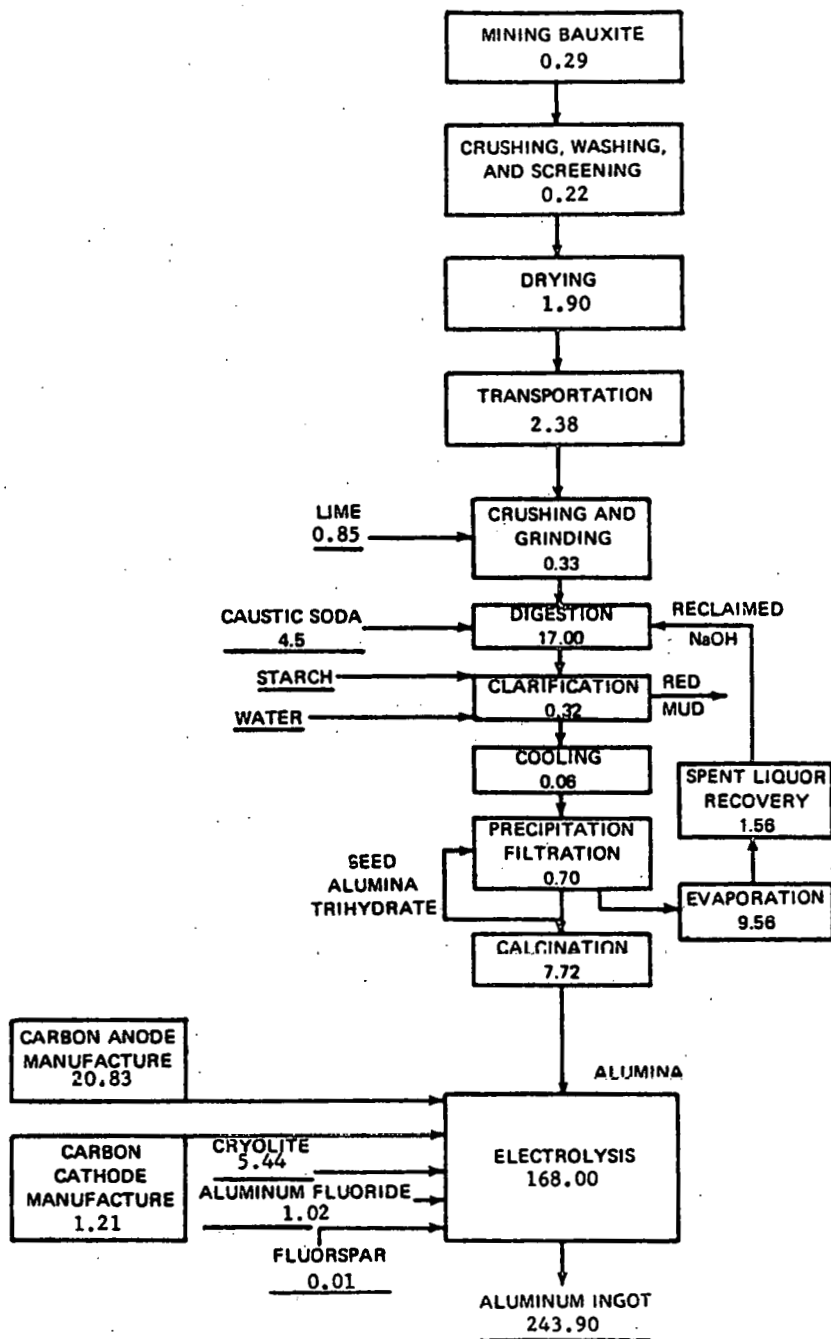 MINING BAUXITE
0.29
CRUSHING, WASHING,
AND SCREENING
0.22
DRYING
1.90
TRANSPORTATION
2.38
LIME
0.85
CRUSHING AND
GRINDING
0.33
CAUSTIC SODA
4.5
DIGESTION
17.00
RECLAIMED
NaOH
STARCH
WATER
CLARIFICATION
0.32
RED
MUD
COOLING
0.06
SPENT LIQUOR
RECOVERY
1.56
SEED
ALUMINA
TRIHYDRATE
PRECIPITATION
FILTRATION
0.70
EVAPORATION
9.56
CALCINATION
7.72
CARBON ANODE
MANUFACTURE
20.83
ALUMINA
CARBON
CATHODE
MANUFACTURE
1.21
CRYOLITE
5.44
ALUMINUM FLUORIDE
1.02
FLUORSPAR
0.01
ELECTROLYSIS
168.00
ALUMINUM INGOT
243.90